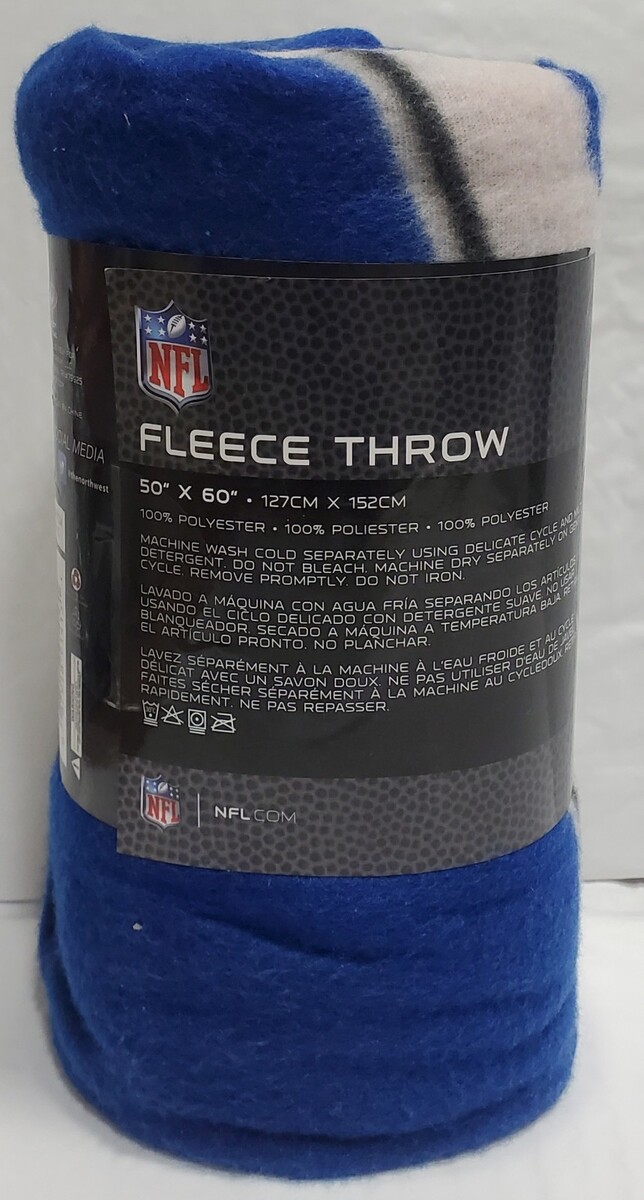 NFL
FLEECE THROW
50" X 60" • 127CM X 152CM
100% POLYESTER • 100% POLIESTER • 100% POLYESTER
MACHINE WASH COLD SEPARATELY USING DELICATE CYCLE AND
DETERGENT. DO NOT BLEACH. MACHINE DRY SEPARATELY ON
CYCLE. REMOVE PROMPTLY. DO NOT IRON.
LAVADO A MÁQUINA CON AGUA FRÍA SEPARANDO LOS ARTÍCULOS
USANDO EL CICLO DELICADO CON DETERGENTE SUAVE. NO
BLANQUEADOR. SECADO A MÁQUINA A TEMPERATURA BAJA
EL ARTÍCULO PRONTO. NO PLANCHAR.
LAVEZ SÉPARÉMENT À LA MACHINE À L'EAU FROIDE ET AU CYCLE
DÉLICAT AVEC UN SAVON DOUX. NE PAS UTILISER D'EAU DE
FAITES SÉCHER SÉPARÉMENT À LA MACHINE AU CYCLEDOUX
RAPIDEMENT. NE PAS REPASSER.
NFL | NFL.COM
MEDIA